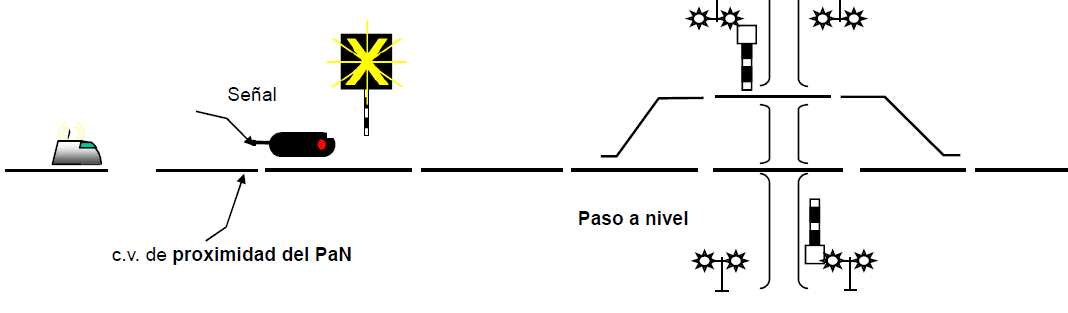 Señal
Paso a nivel
c.v. de proximidad del PaN